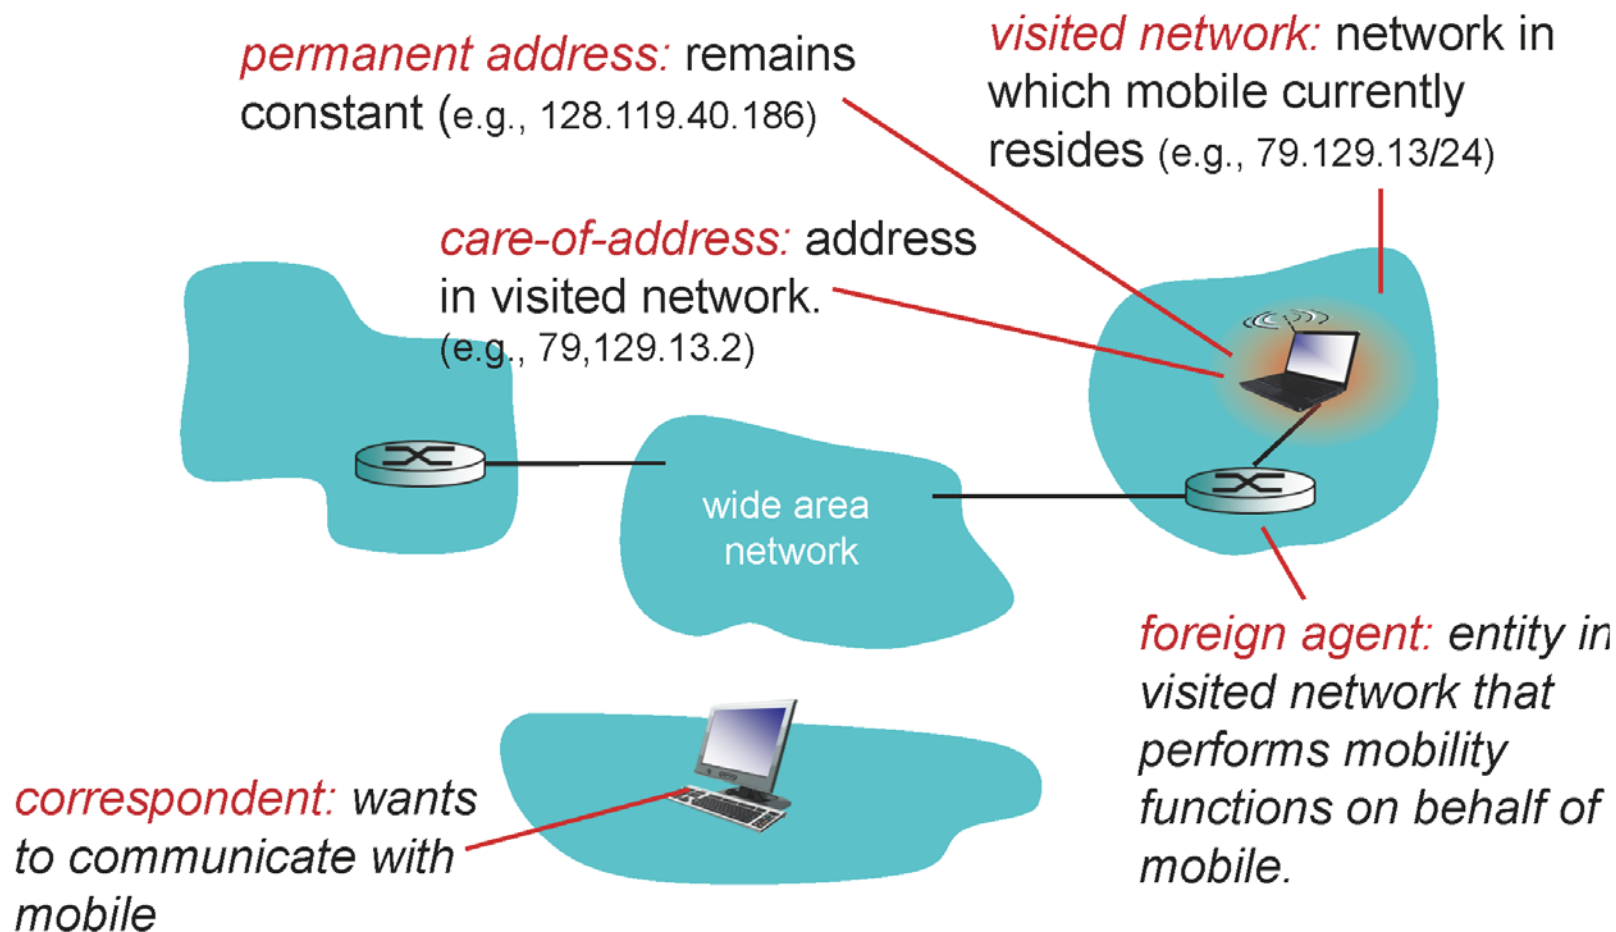 permanent address: remains
constant (e.g., 128.119.40.186)
visited network: network in
which mobile currently
resides (e.g., 79.129.13/24)
care-of-address: address
in visited network.
(e.g., 79,129.13.2)
wide area
network
foreign agent: entity in
visited network that
performs mobility
functions on behalf of
mobile.
correspondent: wants
to communicate with
mobile